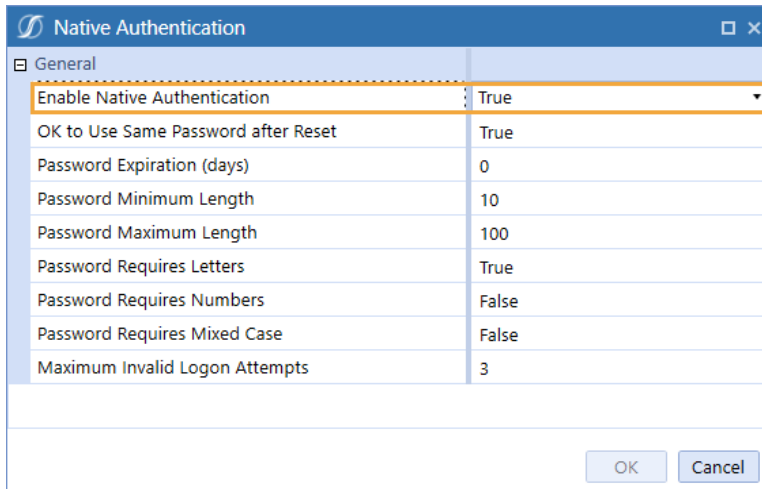 Native Authentication
General
Enable Native Authentication True
OK to Use Same Password after Reset True
Password Expiration (days) 0
Password Minimum Length 10
Password Maximum Length 100
Password Requires Letters True
Password Requires Numbers False
Password Requires Mixed Case False
Maximum Invalid Logon Attempts 3
OK Cancel